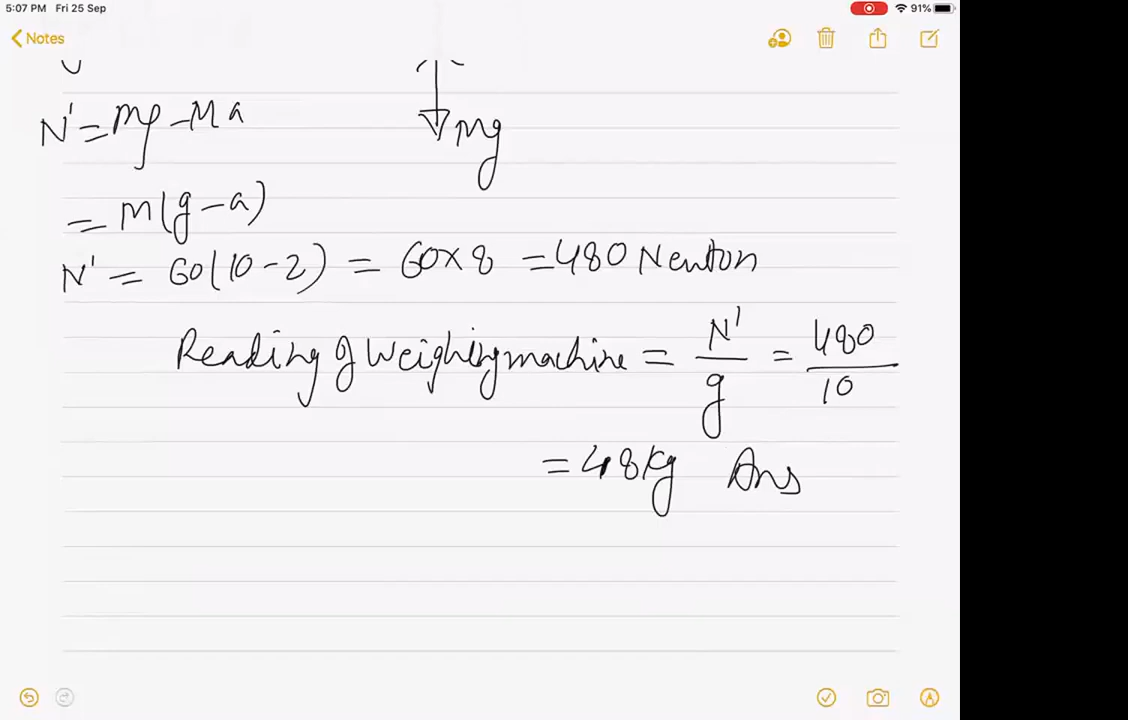 5:07 PM Fri 25 Sep
91%
Notes
N' = Mg - Ma
Mg
= M(g - a)
N' = 60(10 - 2) = 60 × 8 = 480 Newton
Reading of Weighing machine = N'/g = 480/10
= 48 kg Ans